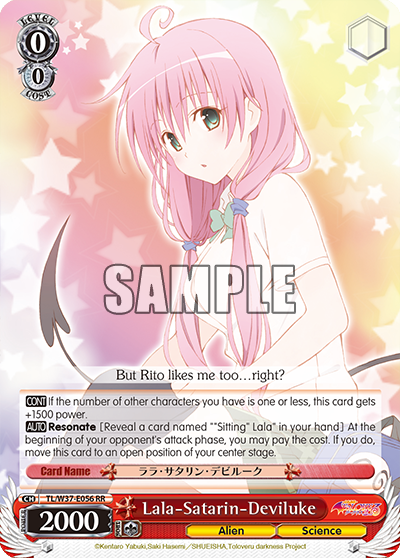 LEVEL
0
0
COST
SAMPLE
But Rito likes me too...right?
CONT If the number of other characters you have is one or less, this card gets
+1500 power.
AUTO Resonate [Reveal a card named ""Sitting" Lala" in your hand] At the
beginning of your opponent's attack phase, you may pay the cost. If you do,
move this card to an open position of your center stage.
Card Name ララ・サタリン・デビルーク
CH TL/W37-E056 RR
Lala-Satarin-Deviluke
POWER 2000 SOUL
Alien Science
©Kentaro Yabuki,Saki Hasemi／SHUEISHA,Toloveru darkness Project